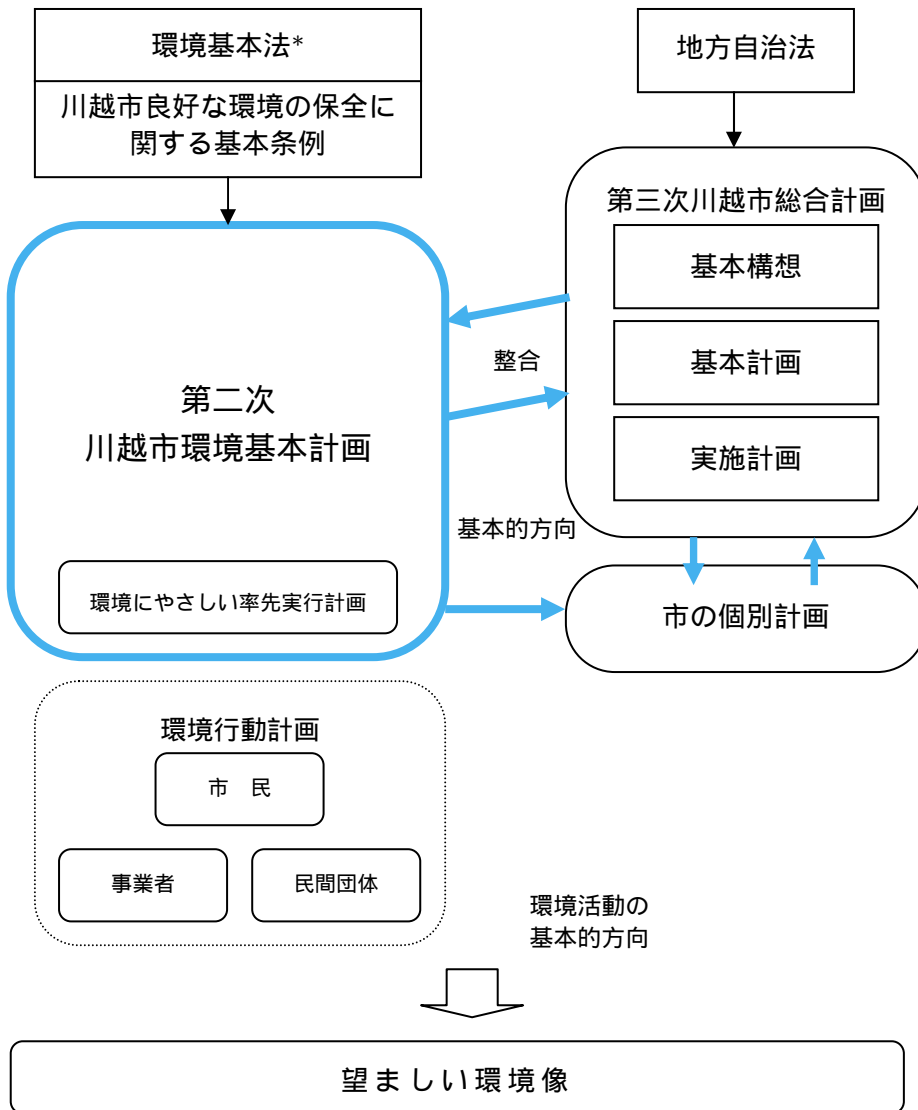 環境基本法*
川越市良好な環境の保全に
関する基本条例
地方自治法
第三次川越市総合計画
基本構想
基本計画
実施計画
整合
第二次
川越市環境基本計画
基本的方向
環境にやさしい率先実行計画
市の個別計画
環境行動計画
市　民
事業者
民間団体
環境活動の
基本的方向
望ましい環境像